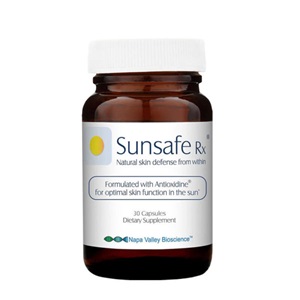 Sunsafe Rx®
Natural skin defense from within
Formulated with Antioxidine®
for optimal skin function in the sun*
30 Capsules
Dietary Supplement
Napa Valley Bioscience™